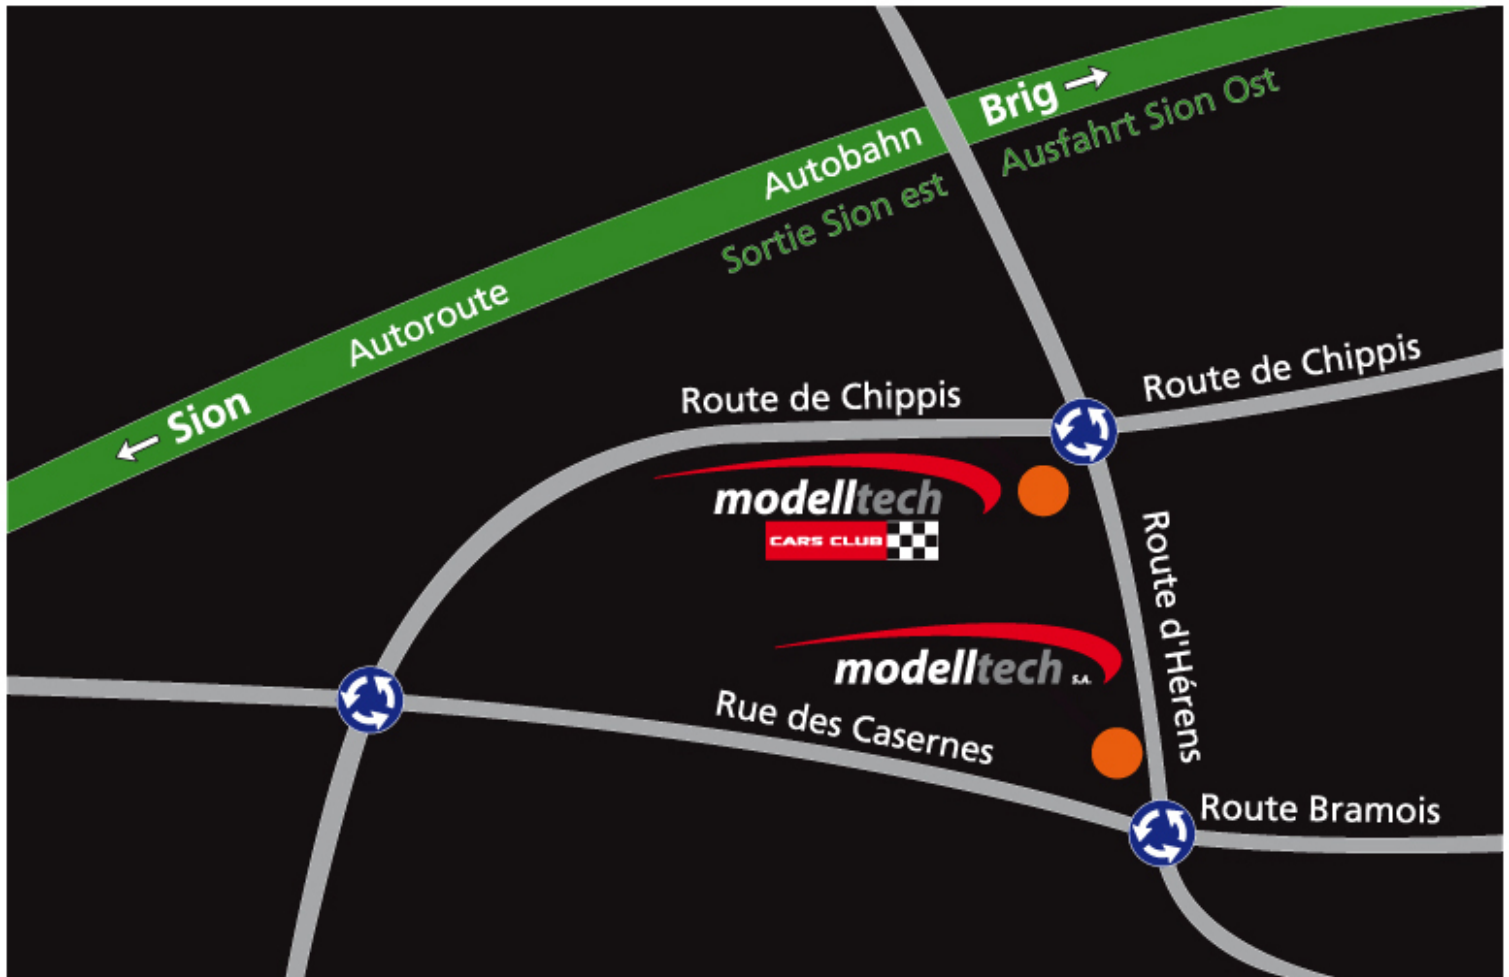 Brig
Ausfahrt Sion Ost
Autobahn
Sortie Sion est
Autoroute
Sion
Route de Chippis
Route de Chippis
modelltech
CARS CLUB
Route d'Hérens
modelltech S.A.
Rue des Casernes
Route Bramois